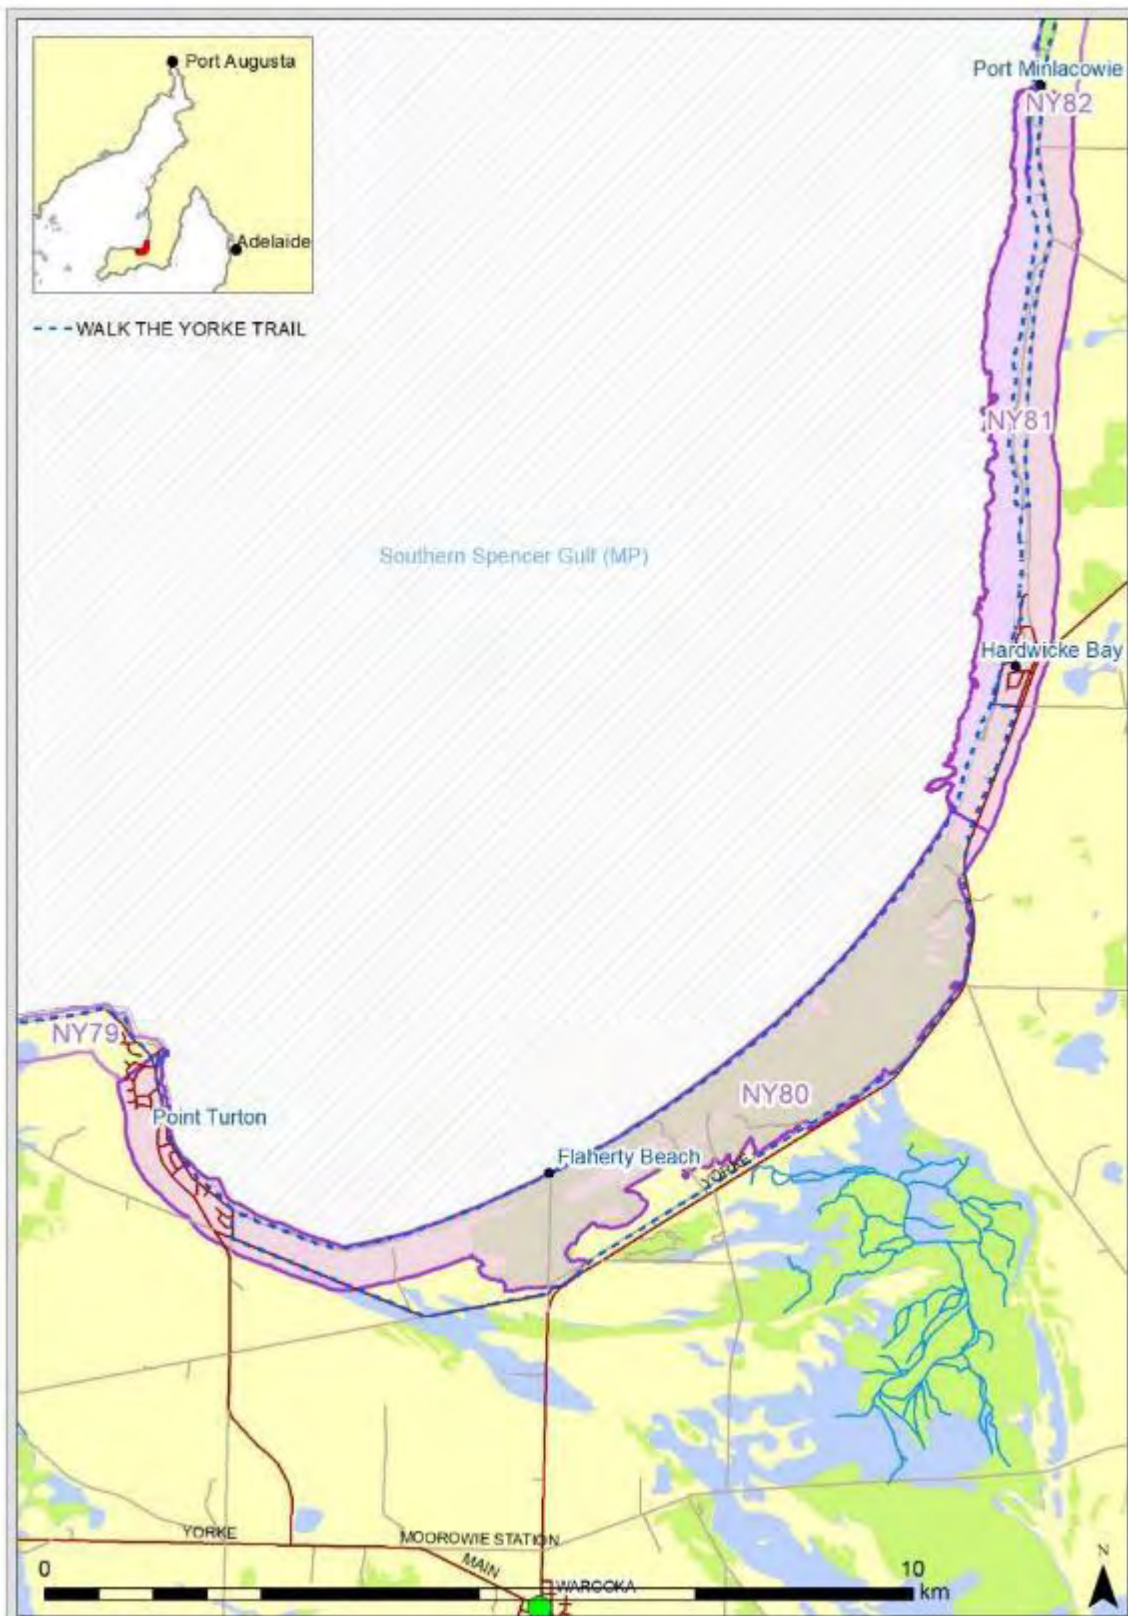 Port Augusta
Adelaide
WALK THE YORKE TRAIL
Port Minlacowie
NY82
NY81
Southern Spencer Gulf (MP)
Hardwicke Bay
NY79
Point Turton
NY80
Flaherty Beach
YORKE
YORKE
MOOROWIE STATION
MAIN
WAROOKA
0
10
km
N